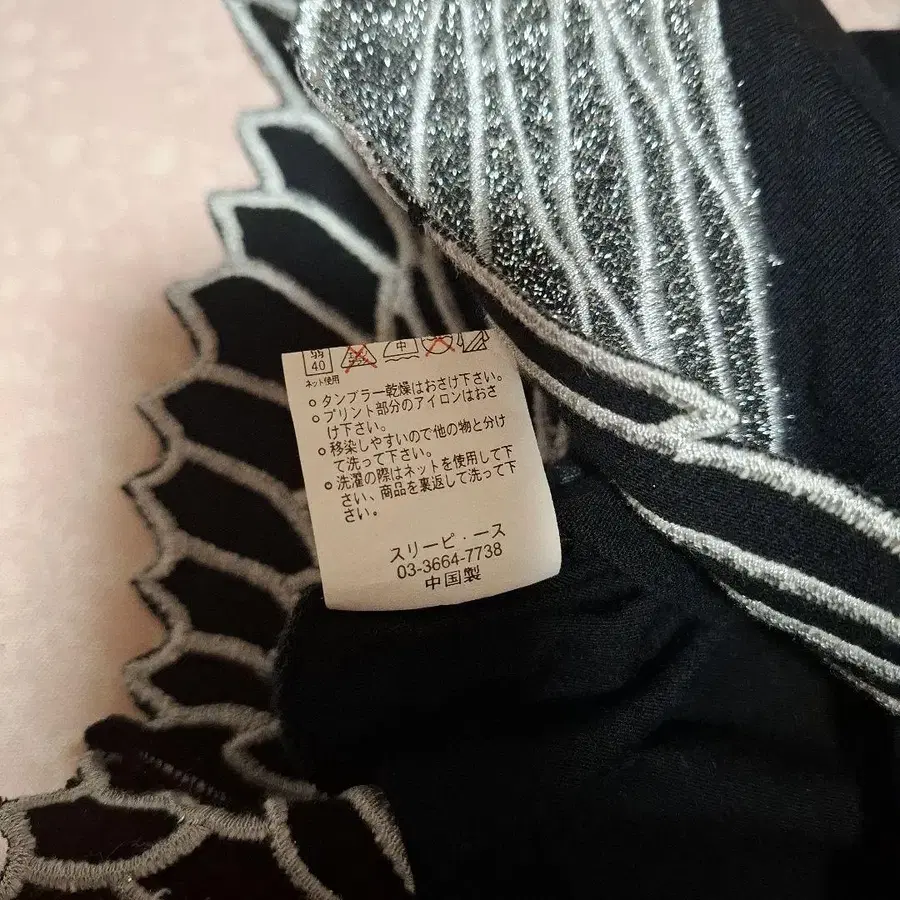 弱 中
40
ネット使用
○ タンブラー乾燥はおさけ下さい。
○ プリント部分のアイロンはおさ
け下さい。
○ 移染しやすいので他の物と分け
て洗って下さい。
○ 洗濯の際はネットを使用して下
さい、商品を裏返して洗って下
さい。
スリーピ・ース
03-3664-7738
中国製